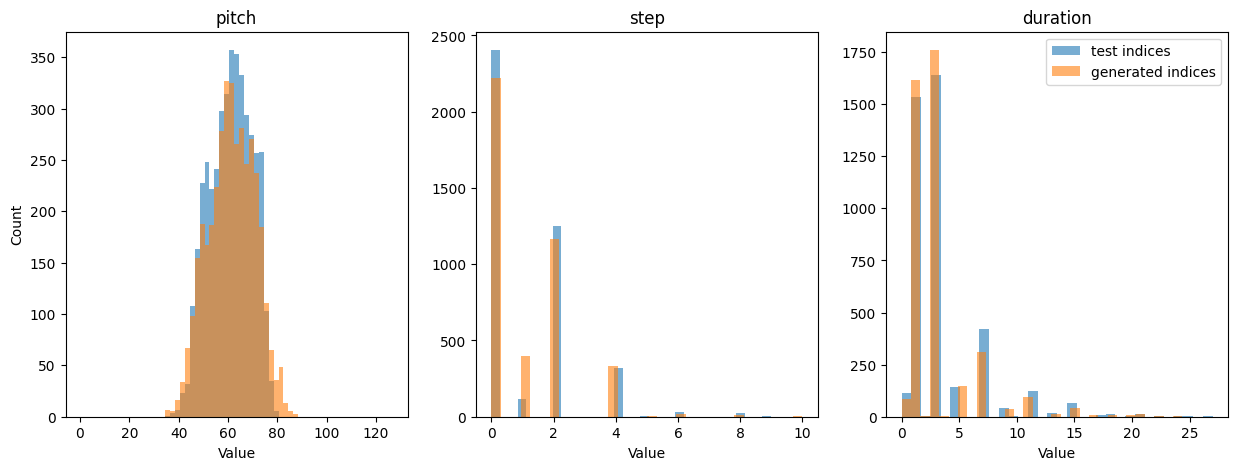 pitch
Count
350
300
250
200
150
100
50
0
0 20 40 60 80 100 120
Value
step
2500
2000
1500
1000
500
0
0 2 4 6 8 10
Value
duration
test indices
generated indices
1750
1500
1250
1000
750
500
250
0
0 5 10 15 20 25
Value